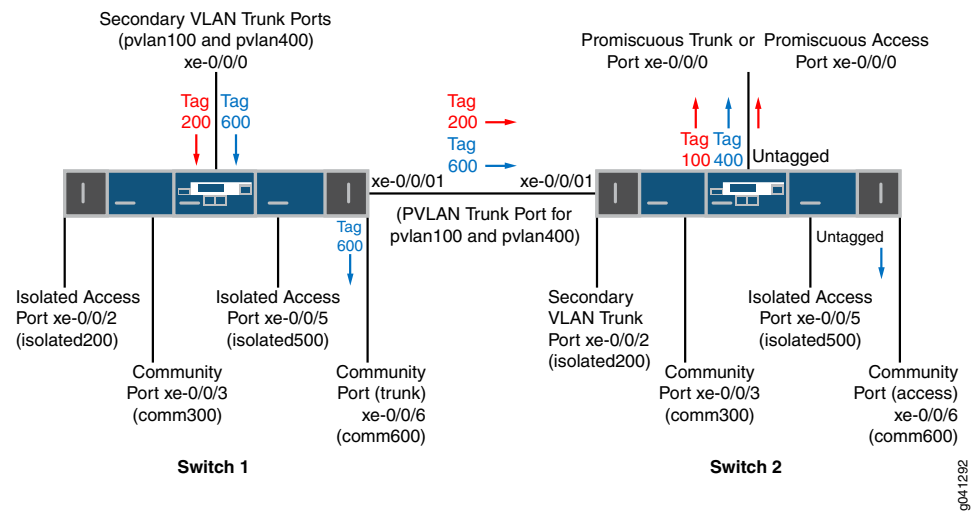 Secondary VLAN Trunk Ports
(pvlan100 and pvlan400)
xe-0/0/0
Promiscuous Trunk or Promiscuous Access
Port xe-0/0/0
Port xe-0/0/0
Tag
200
Tag
600
Tag
200
Tag
600
Tag
100
Tag
400
Untagged
xe-0/0/01
xe-0/0/01
(PVLAN Trunk Port for
pvlan100 and pvlan400)
Tag
600
Untagged
Isolated Access
Port xe-0/0/2
(isolated200)
Isolated Access
Port xe-0/0/5
(isolated500)
Secondary
VLAN Trunk
Port xe-0/0/2
(isolated200)
Isolated Access
Port xe-0/0/5
(isolated500)
Community
Port xe-0/0/3
(comm300)
Community
Port (trunk)
xe-0/0/6
(comm600)
Community
Port xe-0/0/3
(comm300)
Community
Port (access)
xe-0/0/6
(comm600)
Switch 1
Switch 2
g041292